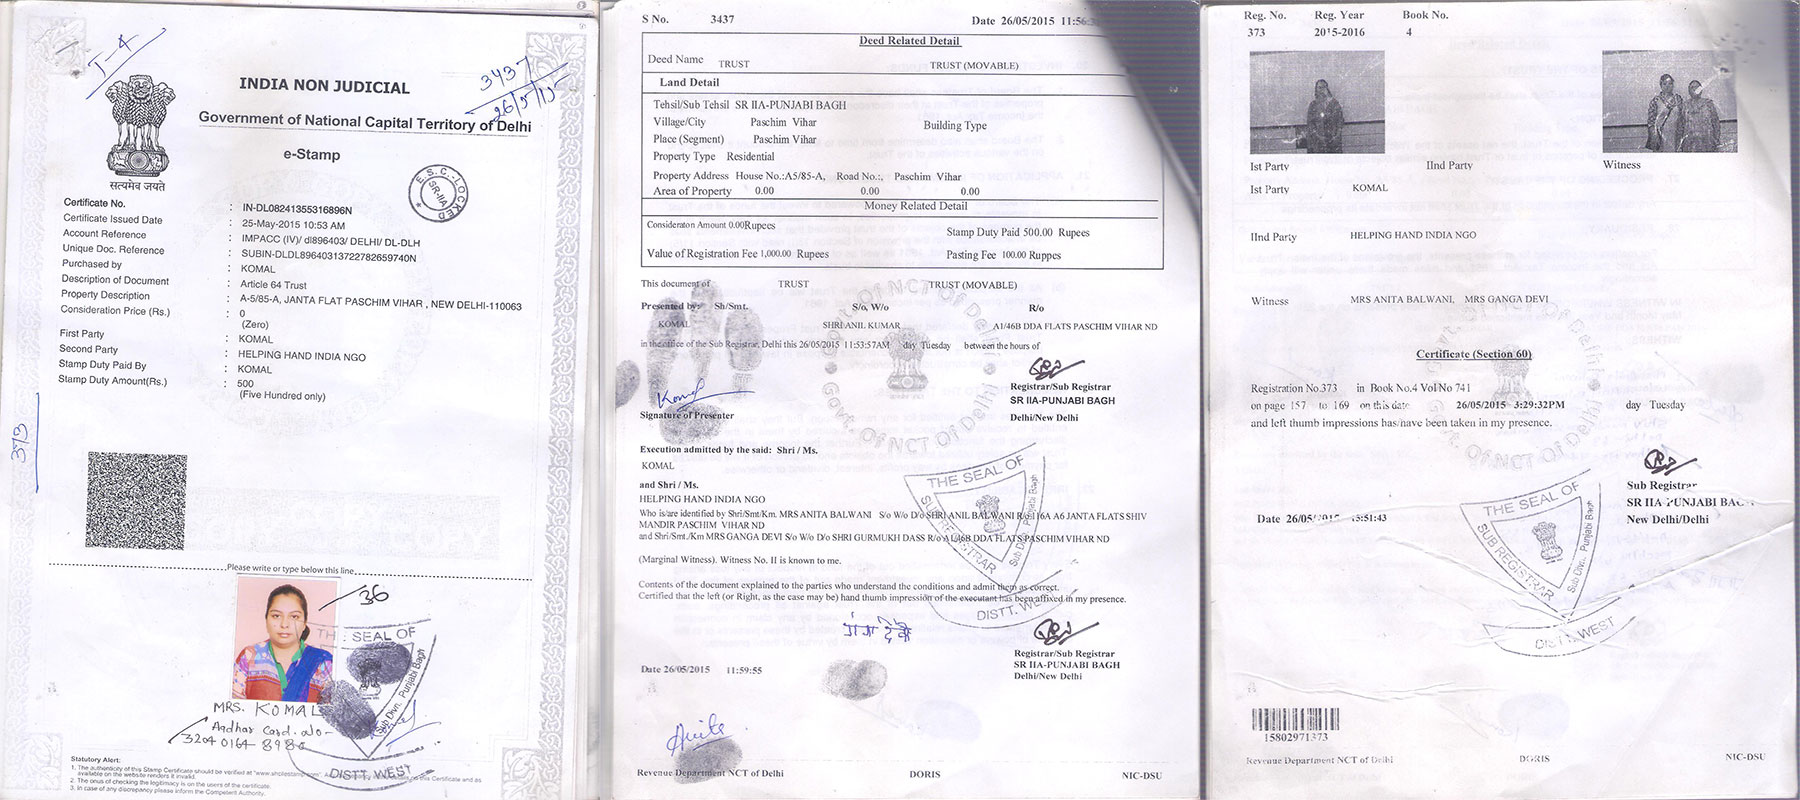 I-4
3437
26/5/15
INDIA NON JUDICIAL
Government of National Capital Territory of Delhi
e-Stamp
सत्यमेव जयते
E.S.C.-LOCKED
SR-IIA
Certificate No. : IN-DL08241355316896N
Certificate Issued Date : 25-May-2015 10:53 AM
Account Reference : IMPACC (IV)/ dl896403/ DELHI/ DL-DLH
Unique Doc. Reference : SUBIN-DLDL89640313722782659740N
Purchased by : KOMAL
Description of Document : Article 64 Trust
Property Description : A-5/85-A, JANTA FLAT PASCHIM VIHAR , NEW DELHI-110063
Consideration Price (Rs.) : 0
(Zero)
First Party : KOMAL
Second Party : HELPING HAND INDIA NGO
Stamp Duty Paid By : KOMAL
Stamp Duty Amount(Rs.) : 500
(Five Hundred only)
373
Please write or type below this line
36
THE SEAL OF
Sub Divn. Punjabi Bagh
DISTT. WEST
MRS. KOMAL
Aadhar Card. No-
Statutory Alert:
1. The authenticity of this Stamp Certificate should be verified at
available on the website renders it invalid.
2. The onus of checking the legitimacy is on the users of the certificate.
3. In case of any discrepancy please inform the Competent Authority.
S No. 3437 Date 26/05/2015
Deed Related Detail
Deed Name TRUST TRUST (MOVABLE)
Land Detail
Tehsil/Sub Tehsil SR IIA-PUNJABI BAGH
Village/City Paschim Vihar Building Type
Place (Segment) Paschim Vihar
Property Type Residential
Property Address House No.:A5/85-A, Road No.:, Paschim Vihar
Area of Property 0.00 0.00 0.00
Money Related Detail
Consideraton Amount 0.00Rupees Stamp Duty Paid 500.00 Rupees
Value of Registration Fee 1,000.00 Rupees Pasting Fee 100.00 Ruppes
This document of TRUST TRUST (MOVABLE)
Presented by: Sh/Smt. S/o, W/o R/o
KOMAL SHRI ANIL KUMAR A1/46B DDA FLATS PASCHIM VIHAR ND
in the office of the Sub Registrar, Delhi this 26/05/2015 11:53:57AM day Tuesday between the hours of
Govt. Of NCT Of Delhi
Komal
Signature of Presenter
Registrar/Sub Registrar
SR IIA-PUNJABI BAGH
Delhi/New Delhi
Execution admitted by the said: Shri / Ms.
KOMAL
and Shri / Ms.
HELPING HAND INDIA NGO
Who is/are identified by Shri/Smt/Km. MRS ANITA BALWANI S/o W/o D/o SHRI ANIL BALWANI R/o 116A A6 JANTA FLATS SHIV
MANDIR PASCHIM VIHAR ND
and Shri/Smt./Km MRS GANGA DEVI S/o W/o D/o SHRI GURMUKH DASS R/o A1/46B DDA FLATS PASCHIM VIHAR ND
(Marginal Witness). Witness No. II is known to me.
Contents of the document explained to the parties who understand the conditions and admit them as correct.
Certified that the left (or Right, as the case may be) hand thumb impression of the executant has been affixed in my presence.
THE SEAL OF
SUB REGISTRAR
Sub Divn. Punjabi Bagh
DISTT. WEST
गंगा देवी
Registrar/Sub Registrar
SR IIA-PUNJABI BAGH
Delhi/New Delhi
Date 26/05/2015 11:59:55
Anita
Revenue Department NCT of Delhi DORIS NIC-DSU
Reg. No. Reg. Year Book No.
373 2015-2016 4
Ist Party IInd Party Witness
Ist Party KOMAL
IInd Party HELPING HAND INDIA NGO
Witness MRS ANITA BALWANI, MRS GANGA DEVI
Certificate (Section 60)
Registration No.373 in Book No.4 Vol No 741
on page 157 to 169 on this date 26/05/2015 3:29:32PM day Tuesday
and left thumb impressions has/have been taken in my presence.
Govt. Of NCT Of Delhi
Sub Registrar
SR IIA-PUNJABI BAGH
New Delhi/Delhi
Date 26/05/2015
THE SEAL OF
SUB REGISTRAR
Sub Divn. Punjabi Bagh
DISTT. WEST
15802971373
Revenue Department NCT of Delhi DORIS NIC-DSU